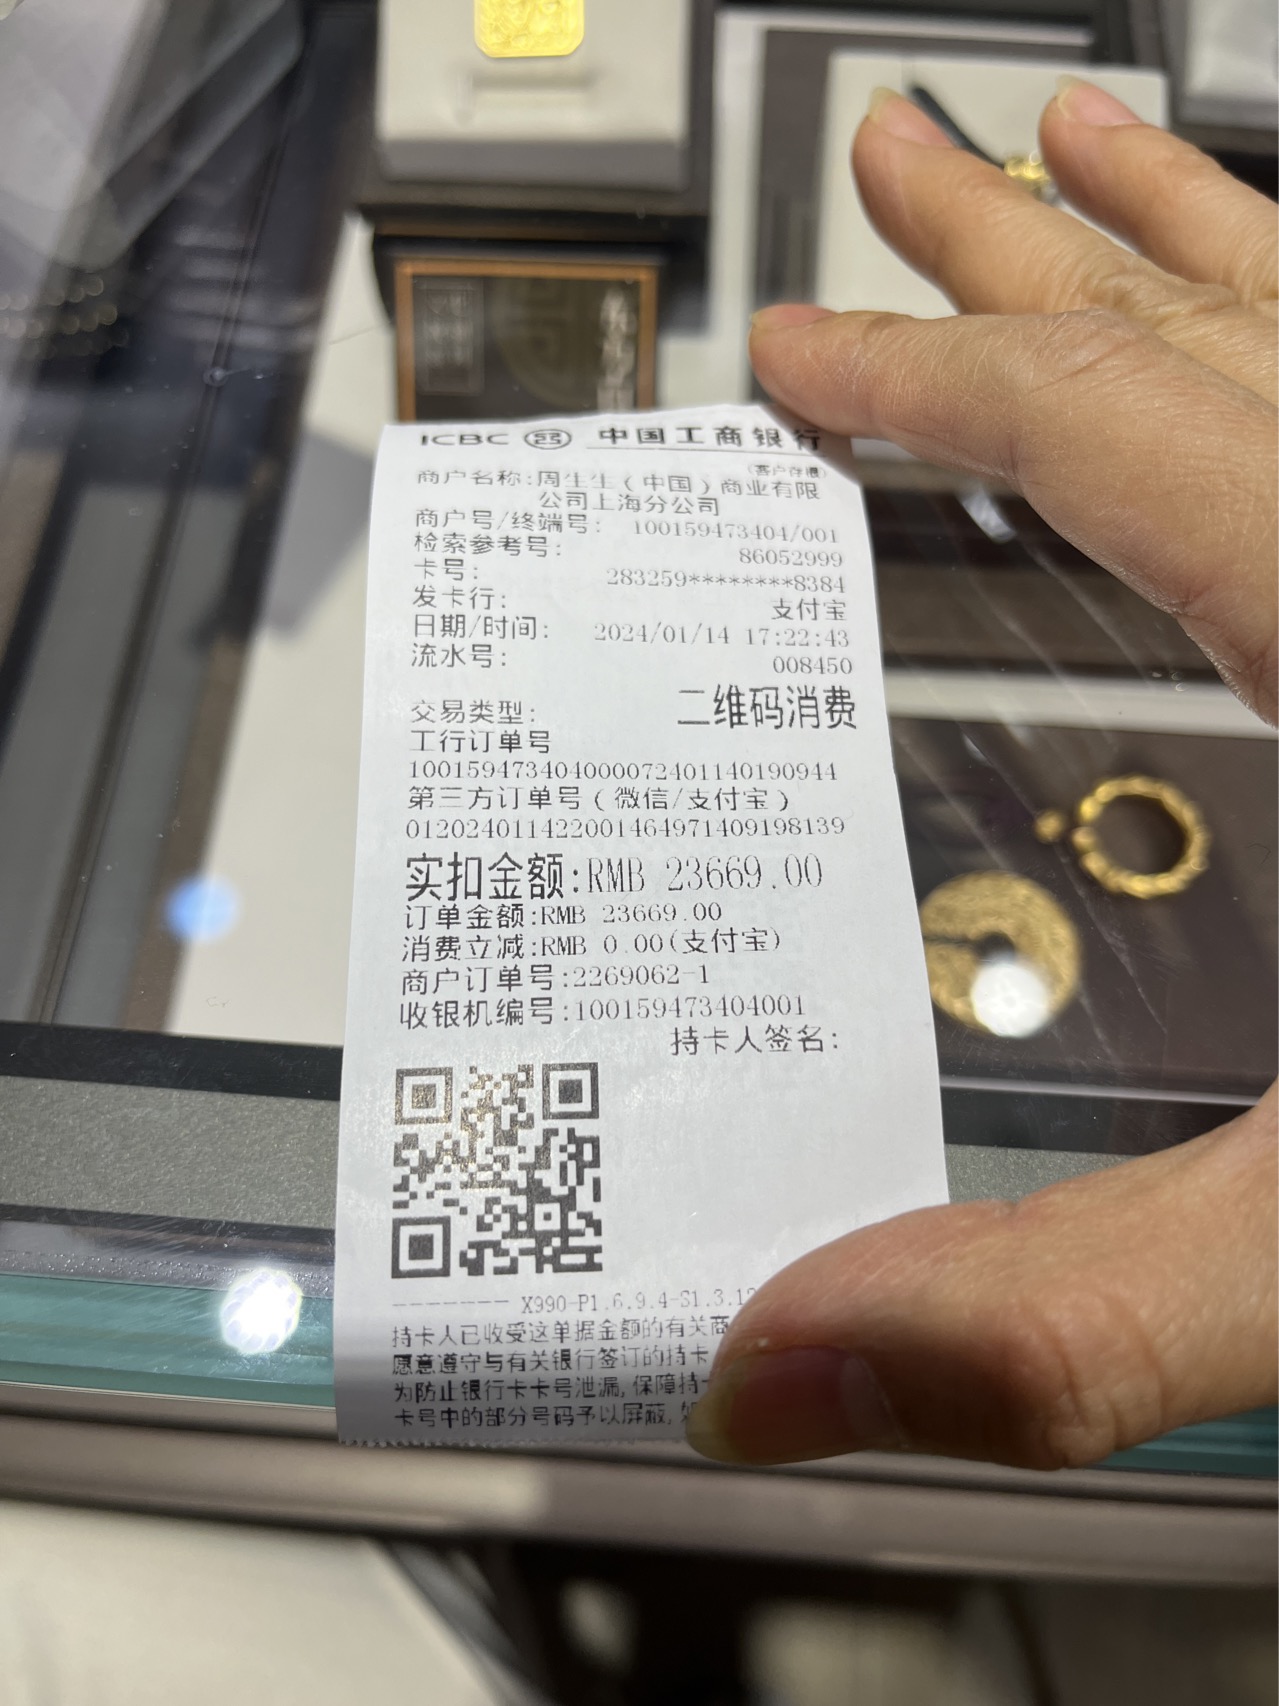 ICBC 中国工商银行
(客户存根)
商户名称:周生生(中国)商业有限
公司上海分公司
商户号/终端号: 100159473404/001
检索参考号: 86052999
卡号: 283259********8384
发卡行: 支付宝
日期/时间: 2024/01/14 17:22:43
流水号: 008450
交易类型: 二维码消费
工行订单号
100159473404000072401140190944
第三方订单号(微信/支付宝)
012024011422001464971409198139
实扣金额:RMB 23669.00
订单金额:RMB 23669.00
消费立减:RMB 0.00(支付宝)
商户订单号:2269062-1
收银机编号:100159473404001
持卡人签名:
------- X990-P1.6.9.4-S1.3.12
持卡人已收受这单据金额的有关商
愿意遵守与有关银行签订的持卡
为防止银行卡卡号泄漏,保障持卡
卡号中的部分号码予以屏蔽,